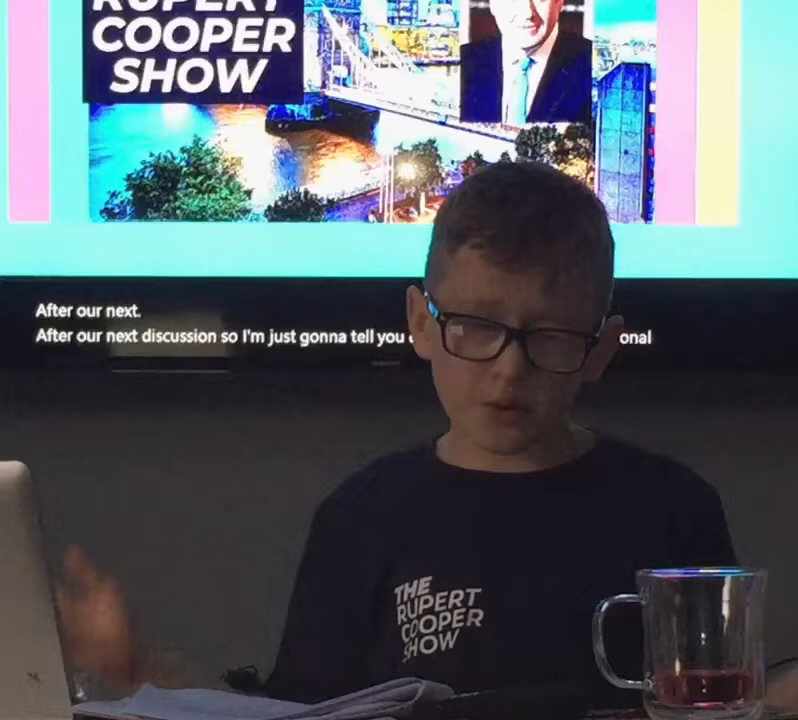 RUPERT
COOPER
SHOW
After our next.
After our next discussion so I'm just gonna tell you
onal
THE
RUPERT
COOPER
SHOW